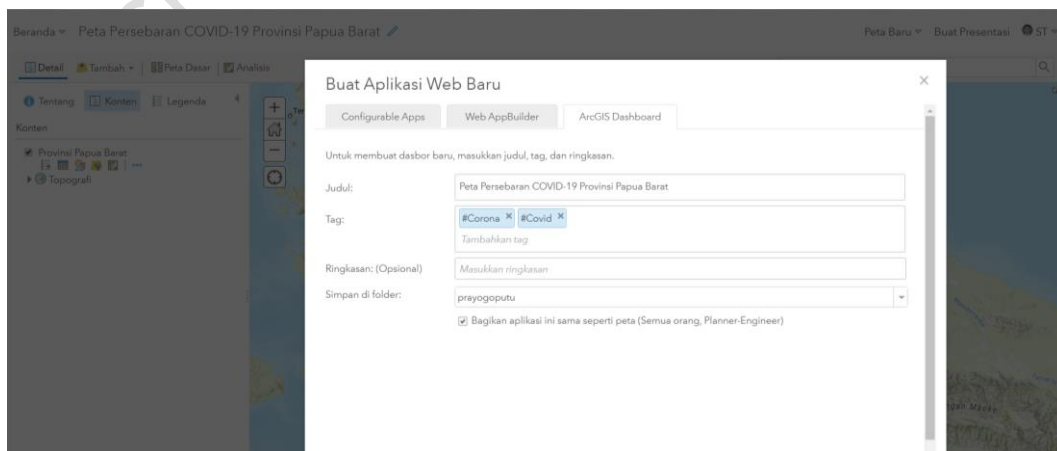 Beranda Peta Persebaran COVID-19 Provinsi Papua Barat Peta Baru Buat Presentasi ST
Detail Tambah Peta Dasar Analisis
Tentang Konten Legenda
Konten
Provinsi Papua Barat
Topografi
Buat Aplikasi Web Baru
Configurable Apps Web AppBuilder ArcGIS Dashboard
Untuk membuat dasbor baru, masukkan judul, tag, dan ringkasan.
Judul: Peta Persebaran COVID-19 Provinsi Papua Barat
Tag: #Corona × #Covid ×
Tambahkan tag
Ringkasan: (Opsional) Masukkan ringkasan
Simpan di folder: prayogoputu
Bagikan aplikasi ini sama seperti peta (Semua orang, Planner-Engineer)